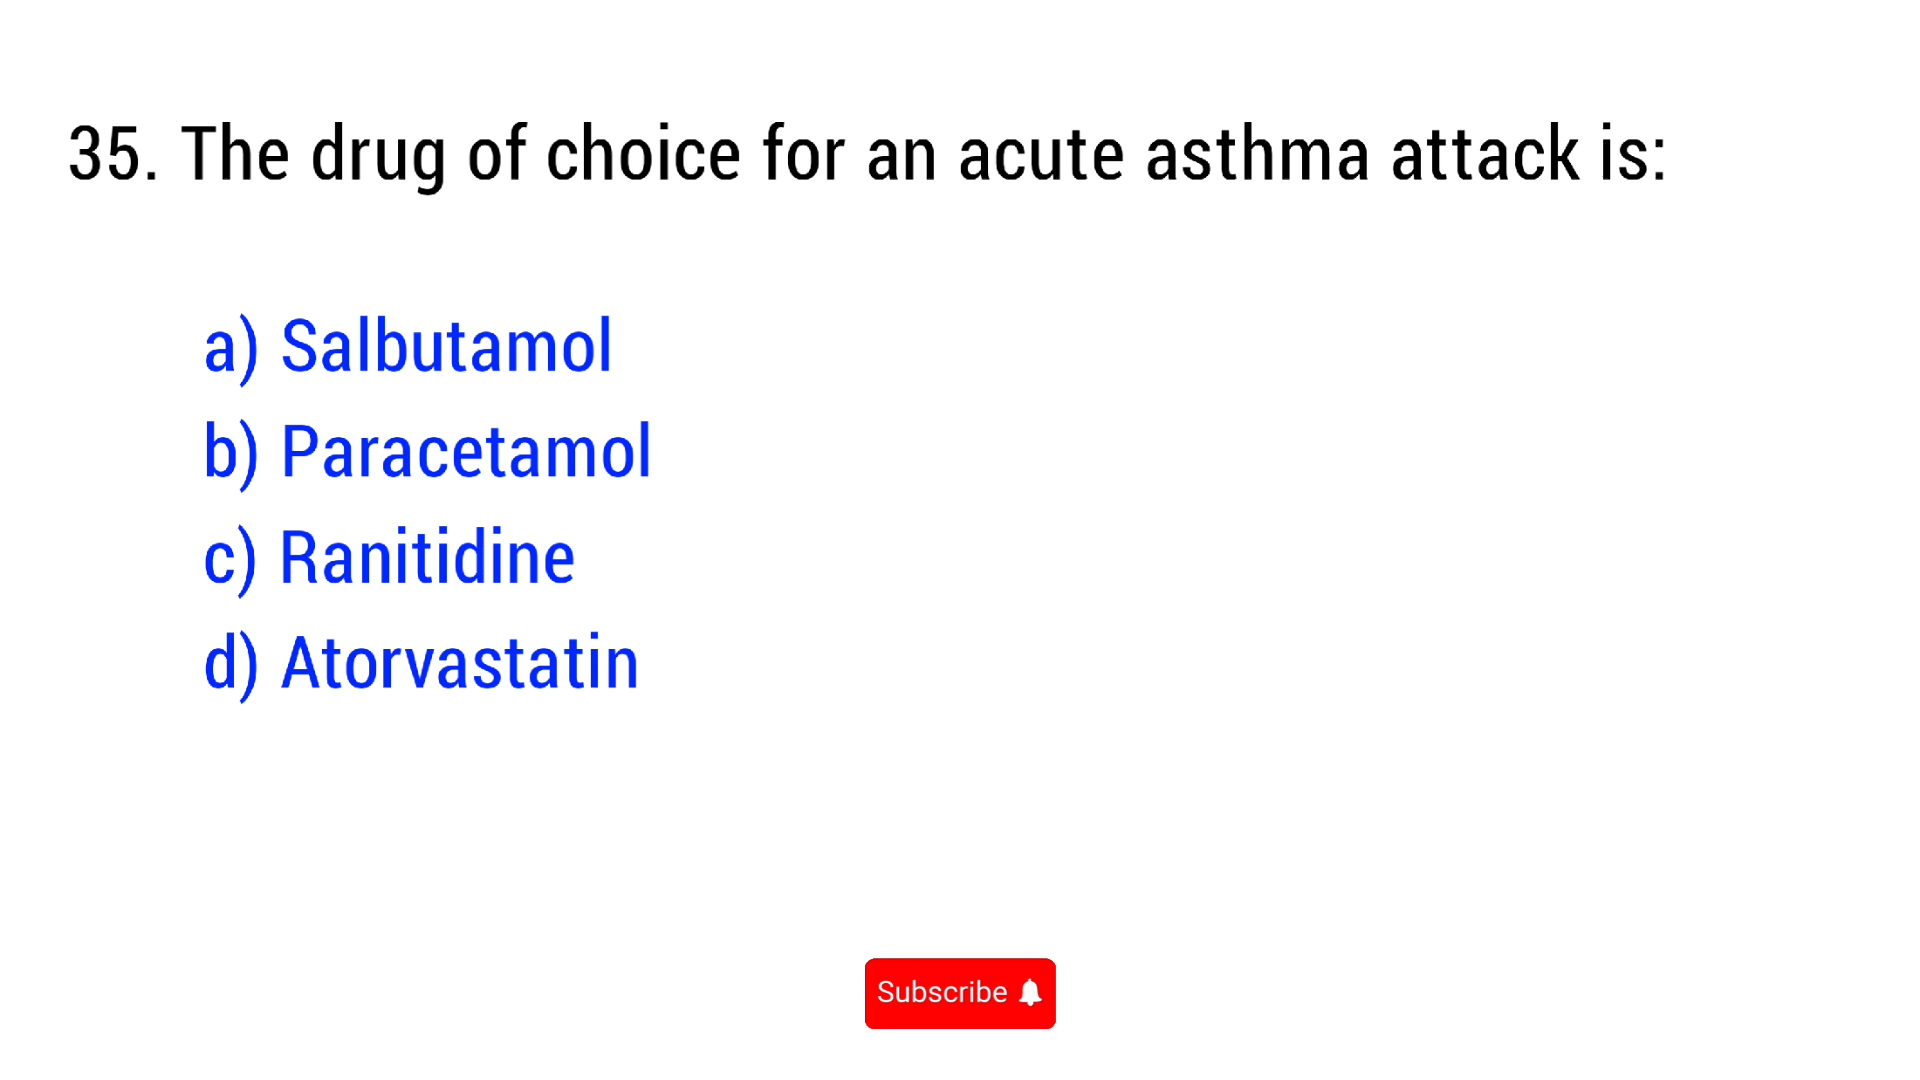 35. The drug of choice for an acute asthma attack is:
a) Salbutamol
b) Paracetamol
c) Ranitidine
d) Atorvastatin
Subscribe